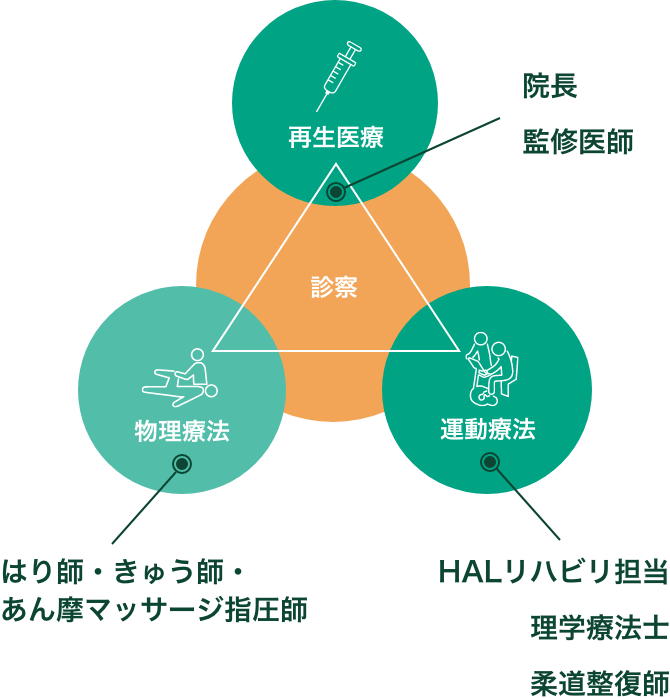 再生医療
院長
監修医師
診察
物理療法
運動療法
はり師・きゅう師・
あん摩マッサージ指圧師
HALリハビリ担当
理学療法士
柔道整復師